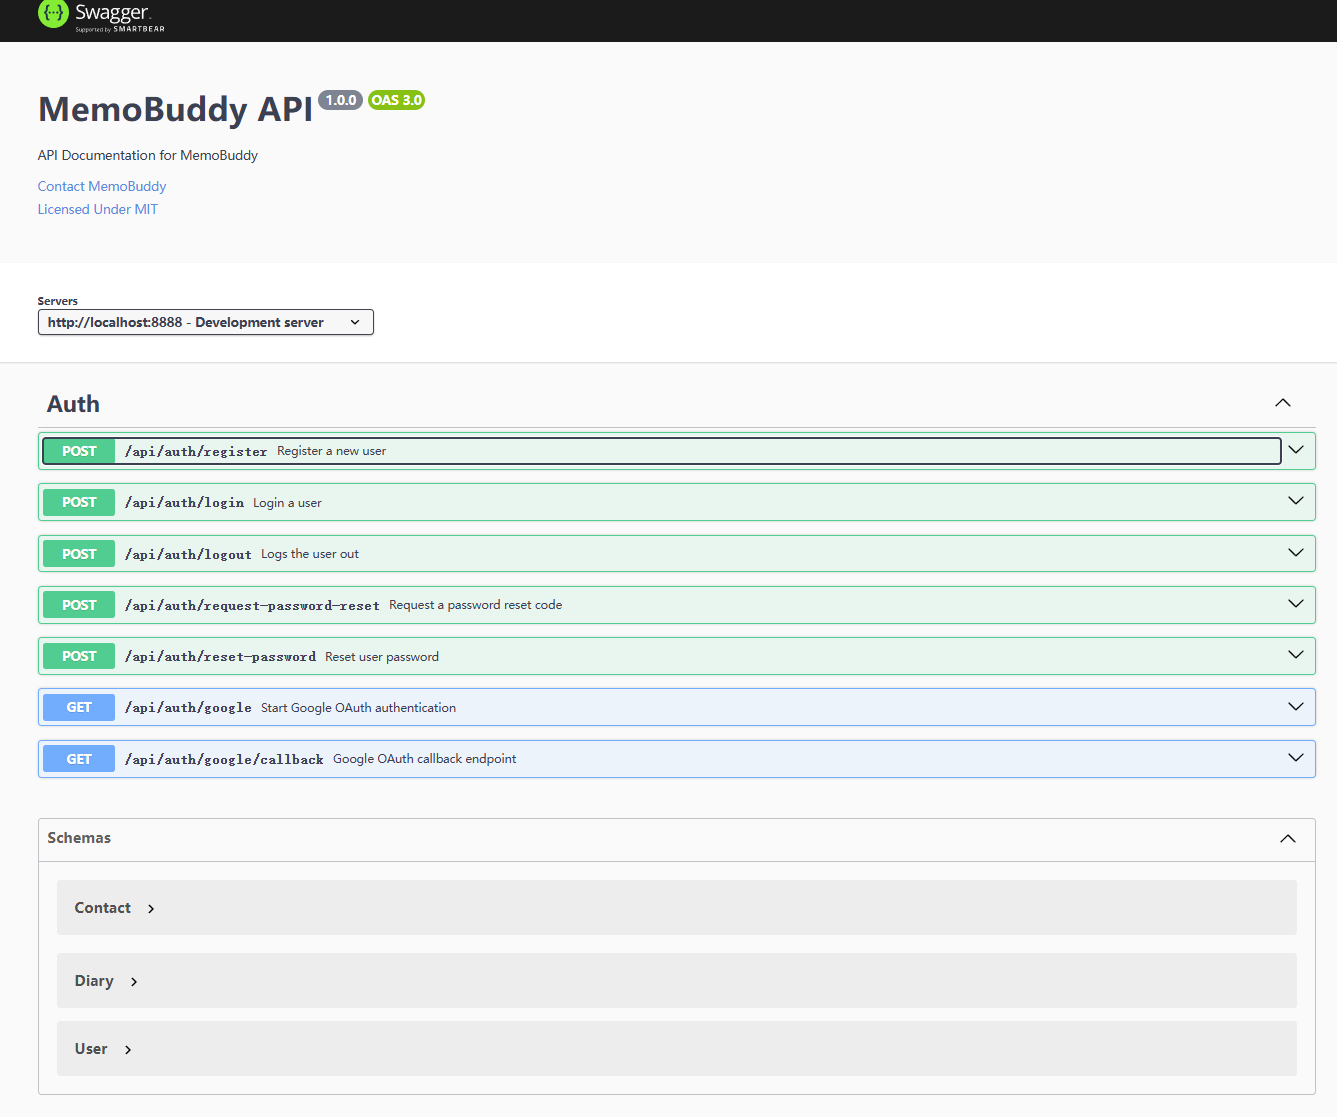 Swagger
Supported by SMARTBEAR
MemoBuddy API 1.0.0 OAS 3.0
API Documentation for MemoBuddy
Contact MemoBuddy
Licensed Under MIT
Servers
http://localhost:8888 - Development server
Auth
POST /api/auth/register Register a new user
POST /api/auth/login Login a user
POST /api/auth/logout Logs the user out
POST /api/auth/request-password-reset Request a password reset code
POST /api/auth/reset-password Reset user password
GET /api/auth/google Start Google OAuth authentication
GET /api/auth/google/callback Google OAuth callback endpoint
Schemas
Contact
Diary
User